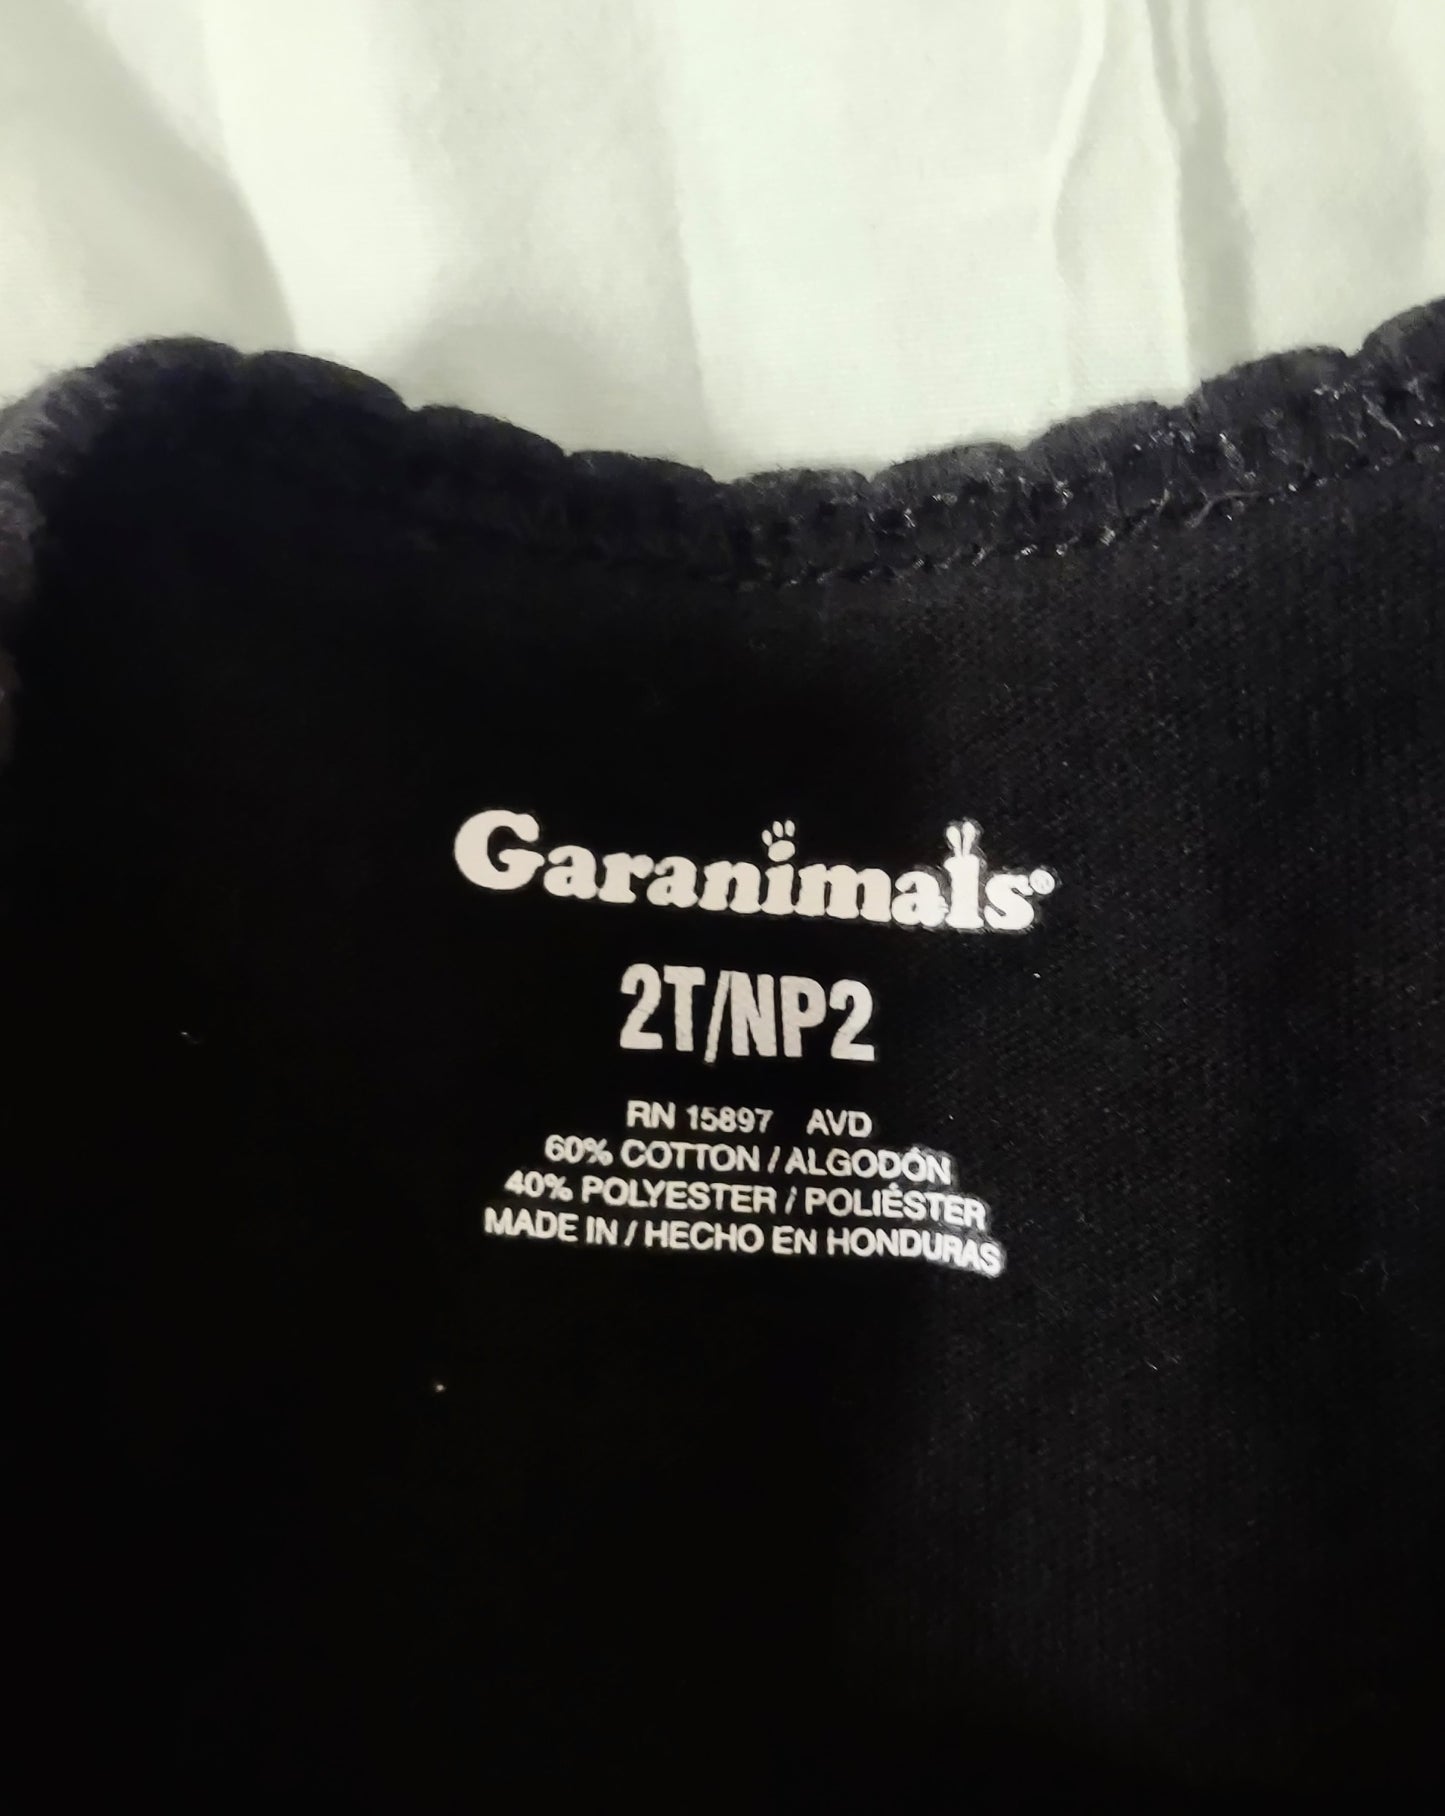 Garanimals®
2T/NP2
RN 15897 AVD
60% COTTON / ALGODÓN
40% POLYESTER / POLIÉSTER
MADE IN / HECHO EN HONDURAS